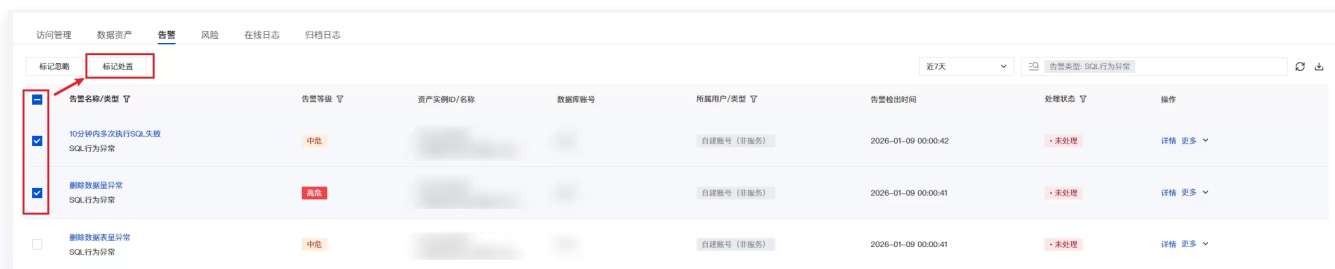 访问管理 数据资产 告警 风险 在线日志 归档日志
标记忽略 标记处置 近7天 告警类型: SQL行为异常
告警名称/类型 告警等级 资产实例ID/名称 数据库账号 所属用户/类型 告警检出时间 处理状态 操作
10分钟内多次执行SQL失败
SQL行为异常
中危 自建账号（非服务） 2026-01-09 00:00:42 未处理 详情 更多
删除数据量异常
SQL行为异常
高危 自建账号（非服务） 2026-01-09 00:00:41 未处理 详情 更多
删除数据表量异常
SQL行为异常
中危 自建账号（非服务） 2026-01-09 00:00:41 未处理 详情 更多